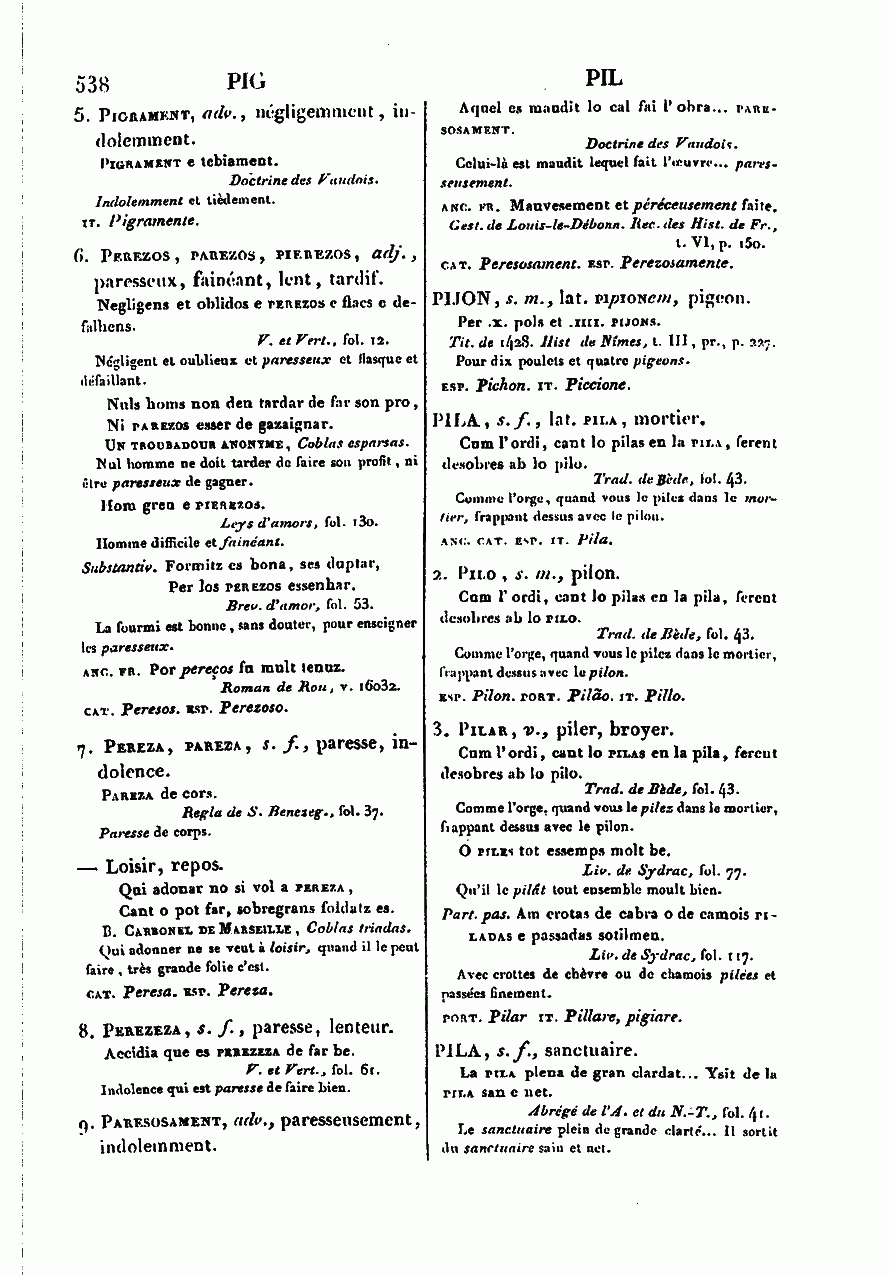 538 PIG PIL
5. PIGRAMENT, adv., négligemment, in-
dolemment.
PIGRAMENT e tebiament.
Doctrine des Vaudois.
Indolemment et tièdement.
IT. Pigramente.
6. PEREZOS, PAREZOS, PIEREZOS, adj.,
paresseux, fainéant, lent, tardif.
Negligens et oblidos e PEREZOS e flacs e de-
falhens.
V. et Vert., fol. 12.
Négligent et oublieux et paresseux et flasque et
défaillant.
Nuls homs non den tardar de far son pro,
Ni PAREZOS esser de gazaignar.
UN TROUBADOUR ANONYME, Coblas esparsas.
Nul homme ne doit tarder de faire son profit, ni
être paresseux de gagner.
Hom greu e PIEREZOS.
Leys d'amors, fol. 130.
Homme difficile et fainéant.
Substantiv. Formitz es bona, ses doptar,
Per los PEREZOS essenhar.
Brev. d'amor, fol. 53.
La fourmi est bonne, sans douter, pour enseigner
les paresseux.
ANC. FR. Por pereços fu mult tenuz.
Roman de Rou, v. 16032.
CAT. Peresos. ESP. Perezoso.
7. PEREZA, PAREZA, s. f., paresse, in-
dolence.
PAREZA de cors.
Regla de S. Benezeg., fol. 37.
Paresse de corps.
— Loisir, repos.
Qui adonar no si vol a PEREZA,
Cant o pot far, sobregrans foldatz es.
B. CARBONEL DE MARSEILLE, Coblas triadas.
Qui adonner ne se veut à loisir, quand il le peut
faire, très grande folie c'est.
CAT. Peresa. ESP. Pereza.
8. PEREZEZA, s. f., paresse, lenteur.
Accidia que es PEREZEZA de far be.
V. et Vert., fol. 61.
Indolence qui est paresse de faire bien.
9. PARESOSAMENT, adv., paresseusement,
indolemment.
Aquel es maudit lo cal fai l'obra... PARE-
SOSAMENT.
Doctrine des Vaudois.
Celui-là est maudit lequel fait l'œuvre... pares-
seusement.
ANC. FR. Mauvesement et péréceusement faite.
Gest. de Louis-le-Débonn. Rec. des Hist. de Fr.,
t. VI, p. 150.
CAT. Peresosament. ESP. Perezosamente.
PIJON, s. m., lat. PIPIONem, pigeon.
Per .X. pols et .IIII. PIJONS.
Tit. de 1428. Hist de Nîmes, t. III, pr., p. 227.
Pour dix poulets et quatre pigeons.
ESP. Pichon. IT. Piccione.
PILA, s. f., lat. PILA, mortier.
Com l'ordi, cant lo pilas en la PILA, ferent
desobres ab lo pilo.
Trad. de Bède, fol. 43.
Comme l'orge, quand vous le pilez dans le mor-
tier, frappant dessus avec le pilon.
ANC. CAT. ESP. IT. Pila.
2. PILO, s. m., pilon.
Com l'ordi, cant lo pilas en la pila, ferent
desobres ab lo PILO.
Trad. de Bède, fol. 43.
Comme l'orge, quand vous le pilez dans le mortier,
frappant dessus avec le pilon.
ESP. Pilon. PORT. Pilão. IT. Pillo.
3. PILAR, v., piler, broyer.
Com l'ordi, cant lo PILAS en la pila, ferent
desobres ab lo pilo.
Trad. de Bède, fol. 43.
Comme l'orge, quand vous le pilez dans le mortier,
frappant dessus avec le pilon.
O PILES tot essemps molt be.
Liv. de Sydrac, fol. 77.
Qu'il le pilât tout ensemble moult bien.
Part. pas. Am crotas de cabra o de camois PI-
LADAS e passadas sotilmen.
Liv. de Sydrac, fol. 117.
Avec crottes de chèvre ou de chamois pilées et
passées finement.
PORT. Pilar IT. Pillare, pigiare.
PILA, s. f., sanctuaire.
La PILA plena de gran clardat... Ysit de la
PILA san e net.
Abrégé de l'A. et du N.-T., fol. 41.
Le sanctuaire plein de grande clarté... Il sortit
du sanctuaire sain et net.